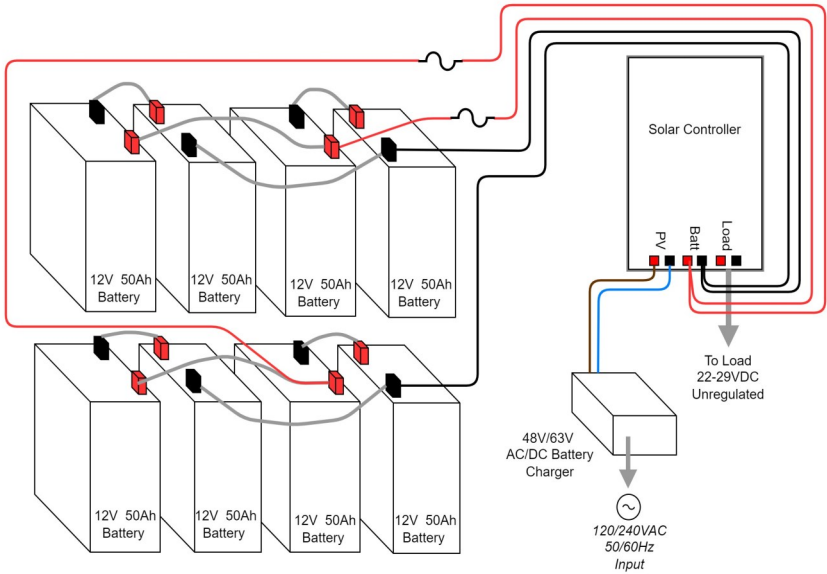 Solar Controller
PV
Batt
Load
12V 50Ah
Battery
12V 50Ah
Battery
12V 50Ah
Battery
12V 50Ah
Battery
To Load
22-29VDC
Unregulated
48V/63V
AC/DC Battery
Charger
12V 50Ah
Battery
12V 50Ah
Battery
12V 50Ah
Battery
12V 50Ah
Battery
120/240VAC
50/60Hz
Input